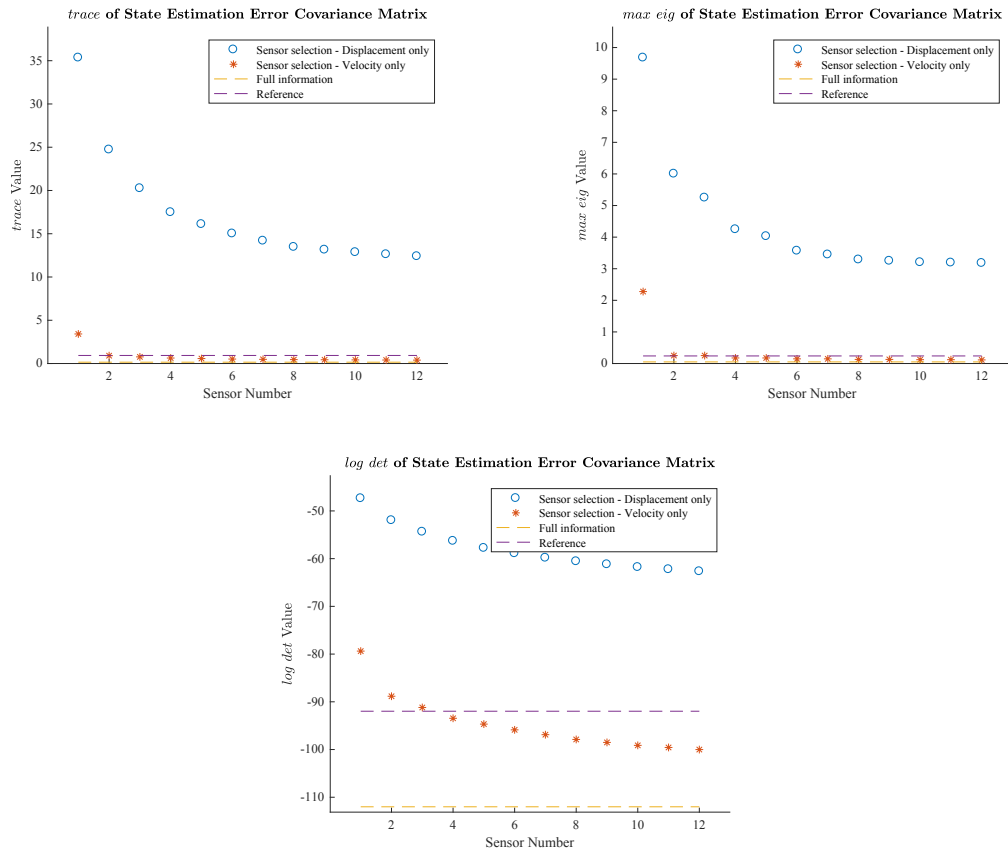 trace of State Estimation Error Covariance Matrix
Sensor selection - Displacement only
Sensor selection - Velocity only
Full information
Reference
35
30
25
20
15
10
5
0
trace Value
2 4 6 8 10 12
Sensor Number
max eig of State Estimation Error Covariance Matrix
Sensor selection - Displacement only
Sensor selection - Velocity only
Full information
Reference
10
9
8
7
6
5
4
3
2
1
0
max eig Value
2 4 6 8 10 12
Sensor Number
log det of State Estimation Error Covariance Matrix
Sensor selection - Displacement only
Sensor selection - Velocity only
Full information
Reference
-50
-60
-70
-80
-90
-100
-110
log det Value
2 4 6 8 10 12
Sensor Number